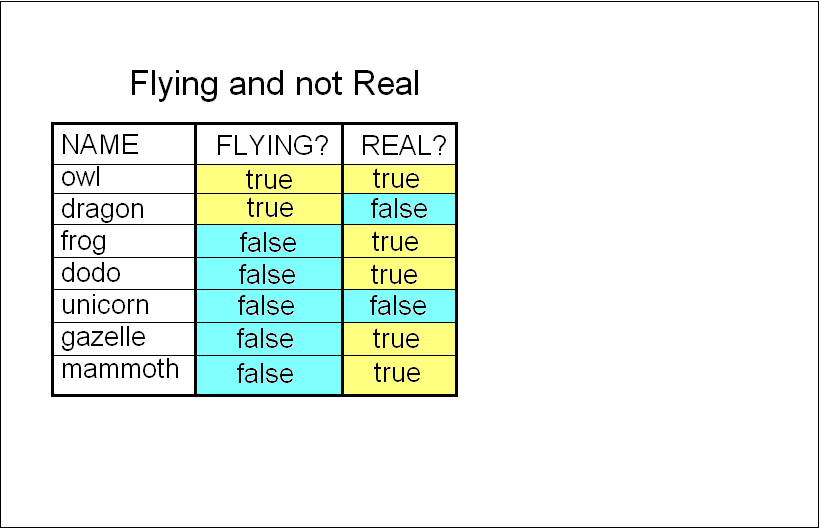 Flying and not Real
NAME FLYING? REAL?
owl true true
dragon true false
frog false true
dodo false true
unicorn false false
gazelle false true
mammoth false true